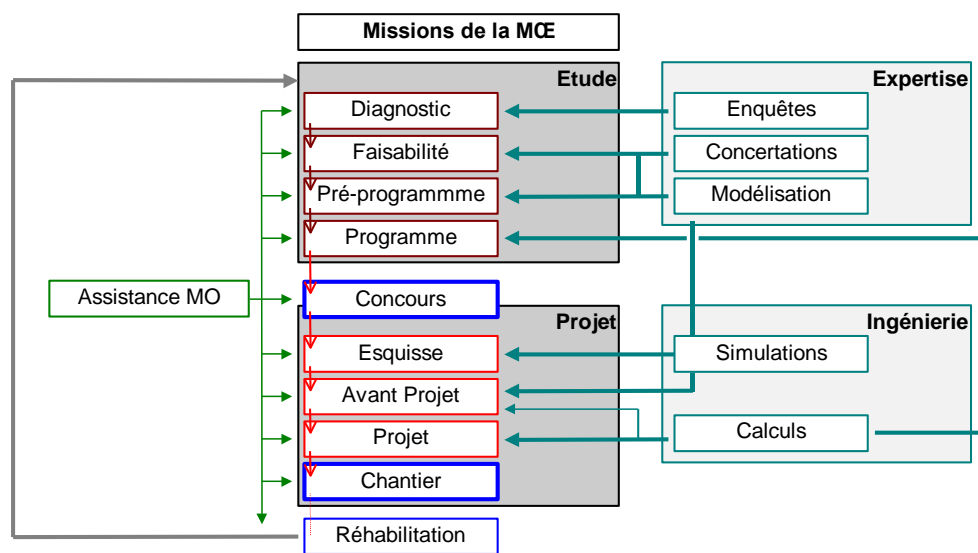 Missions de la MŒ
Etude
Expertise
Diagnostic
Enquêtes
Faisabilité
Concertations
Pré-programmme
Modélisation
Programme
Assistance MO
Concours
Projet
Ingénierie
Esquisse
Simulations
Avant Projet
Projet
Calculs
Chantier
Réhabilitation